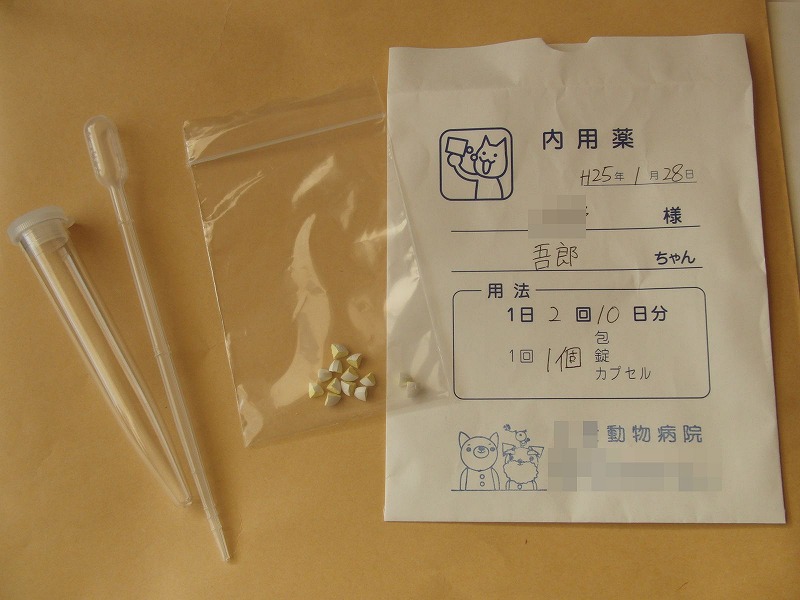 内用薬
H25年1月28日
様
吾郎 ちゃん
用法
1日2回10日分
1回 1個 包 錠 カプセル
動物病院